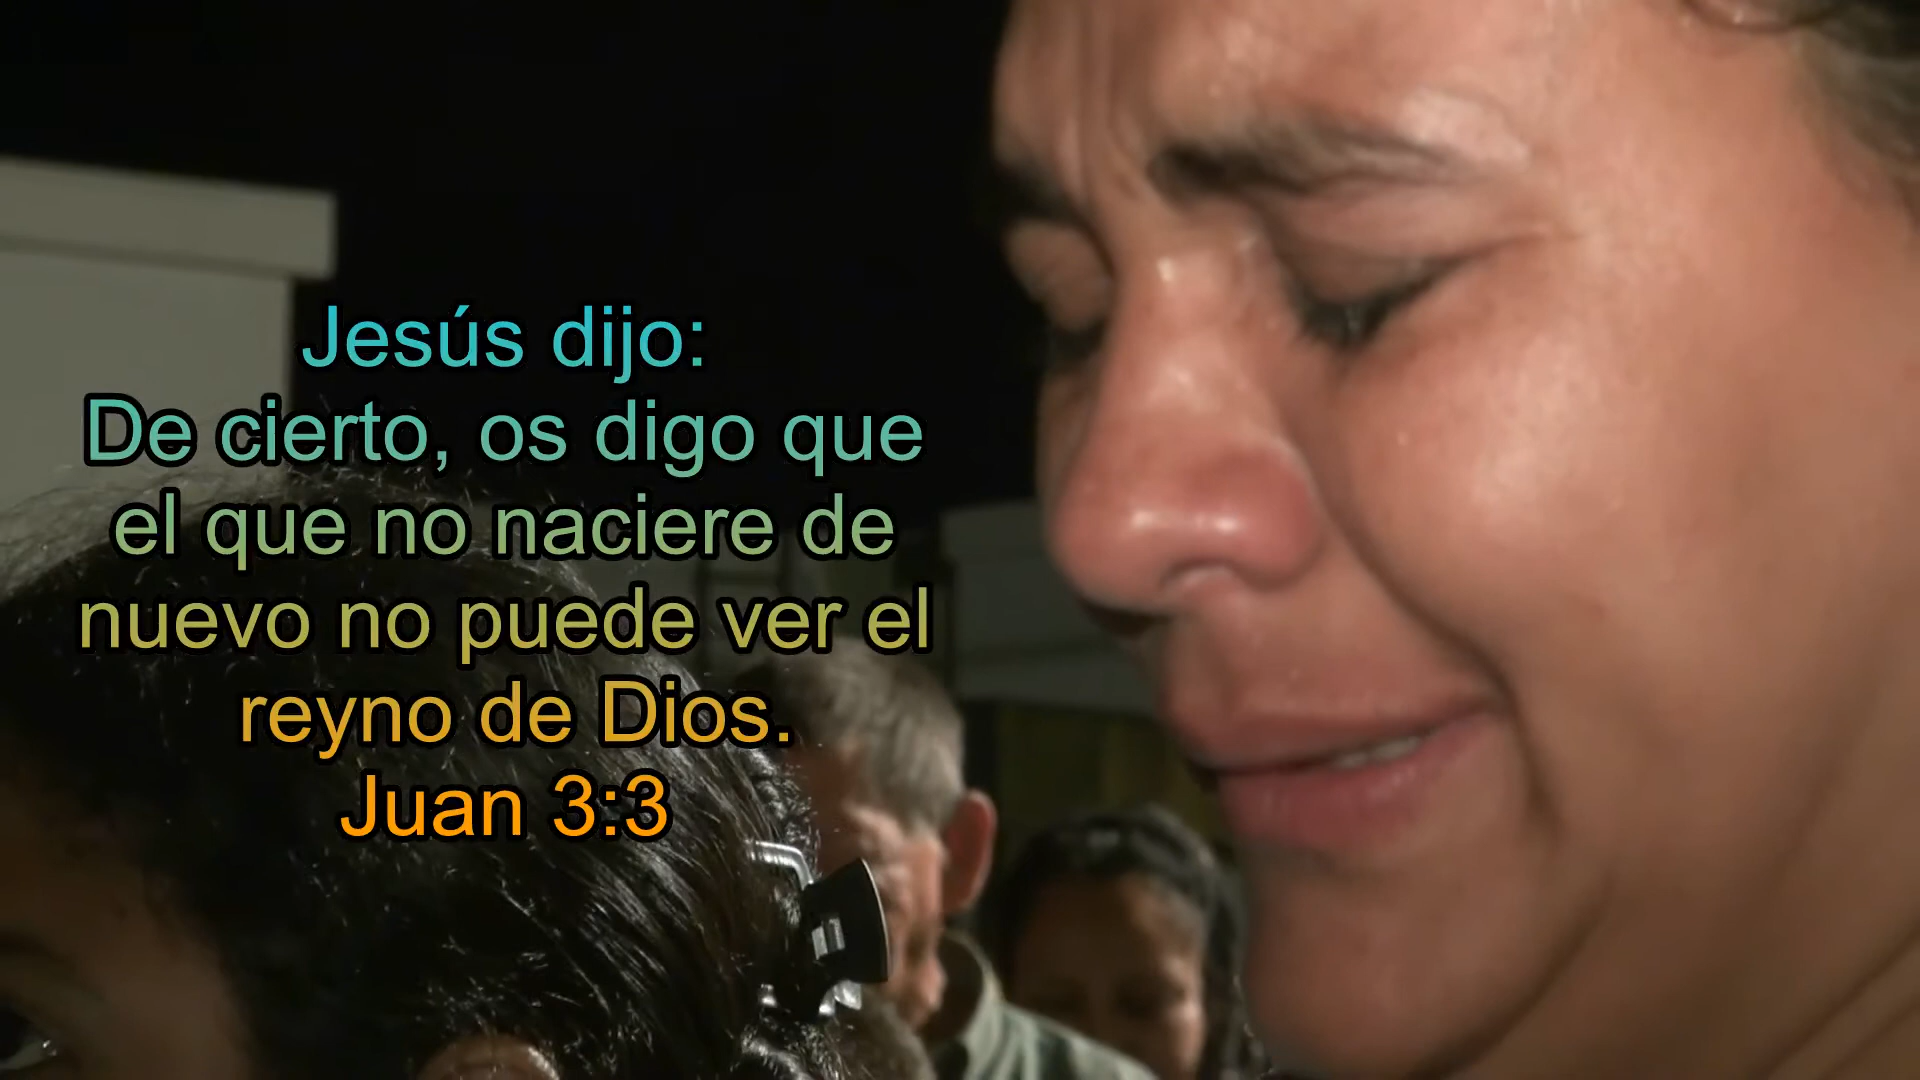 Jesús dijo:
De cierto, os digo que
el que no naciere de
nuevo no puede ver el
reyno de Dios.
Juan 3:3